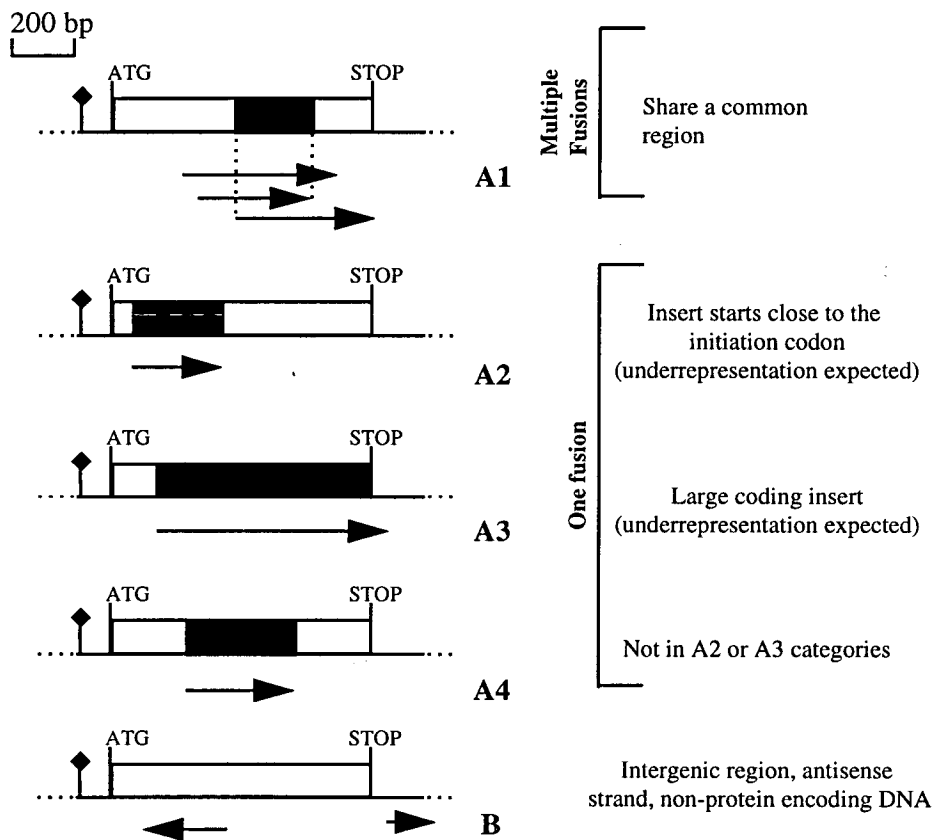 200 bp
ATG STOP
A1
Multiple
Fusions
Share a common
region
ATG STOP
A2
Insert starts close to the
initiation codon
(underrepresentation expected)
ATG STOP
A3
One fusion
Large coding insert
(underrepresentation expected)
ATG STOP
A4
Not in A2 or A3 categories
ATG STOP
B
Intergenic region, antisense
strand, non-protein encoding DNA